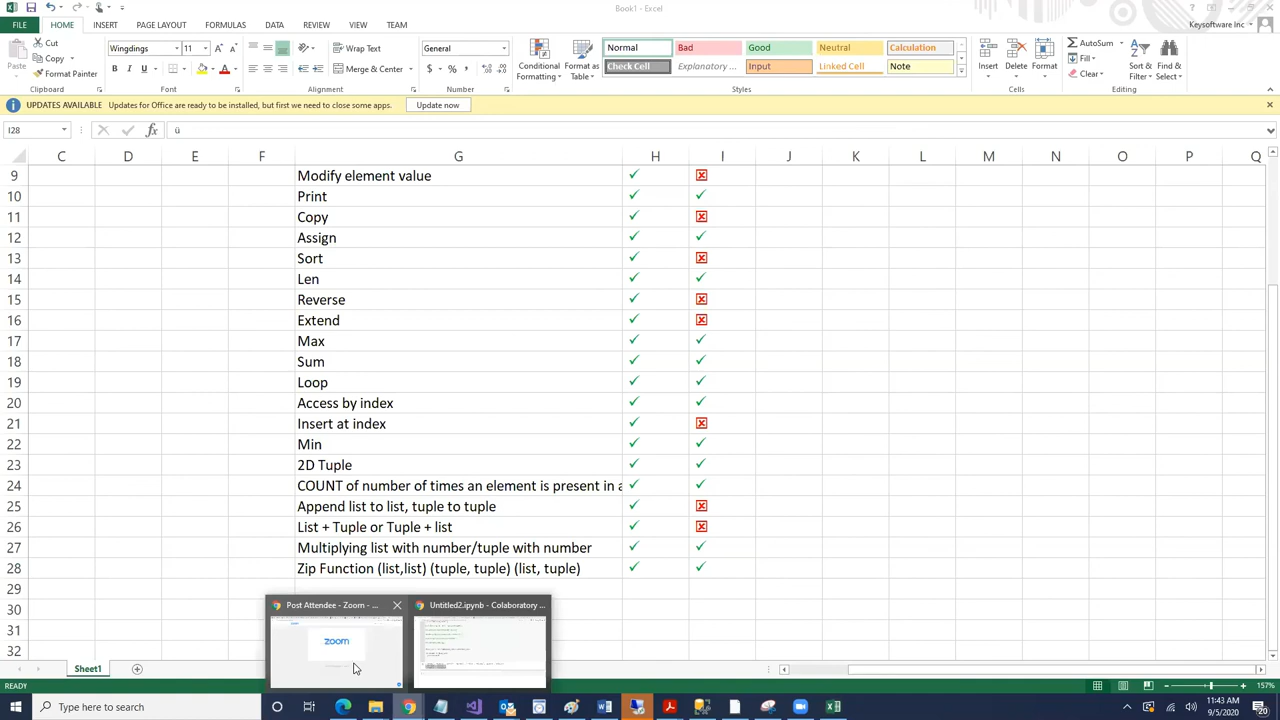 Book1 - Excel
FILE HOME INSERT PAGE LAYOUT FORMULAS DATA REVIEW VIEW TEAM Keysoftware Inc
Cut
Copy
Format Painter
Paste
Clipboard
Wingdings 11
B I U
Font
Wrap Text
Merge & Center
Alignment
General
$ % ,
Number
Conditional Formatting
Format as Table
Normal Bad Good Neutral Calculation
Check Cell Explanatory ... Input Linked Cell Note
Styles
Insert Delete Format
Cells
AutoSum
Fill
Clear
Sort & Filter
Find & Select
Editing
UPDATES AVAILABLE Updates for Office are ready to be installed, but first we need to close some apps. Update now
I28 fx ü
C D E F G H I J K L M N O P Q
9 Modify element value ✓
10 Print ✓ ✓
11 Copy ✓
12 Assign ✓ ✓
13 Sort ✓
14 Len ✓ ✓
15 Reverse ✓
16 Extend ✓
17 Max ✓ ✓
18 Sum ✓ ✓
19 Loop ✓ ✓
20 Access by index ✓ ✓
21 Insert at index ✓
22 Min ✓ ✓
23 2D Tuple ✓ ✓
24 COUNT of number of times an element is present in a ✓ ✓
25 Append list to list, tuple to tuple ✓
26 List + Tuple or Tuple + list ✓
27 Multiplying list with number/tuple with number ✓ ✓
28 Zip Function (list,list) (tuple, tuple) (list, tuple) ✓ ✓
29
30
31
32
Post Attendee - Zoom - ... Untitled2.ipynb - Colaboratory ...
zoom
Sheet1
READY 157%
Type here to search
11:43 AM
9/5/2020
20